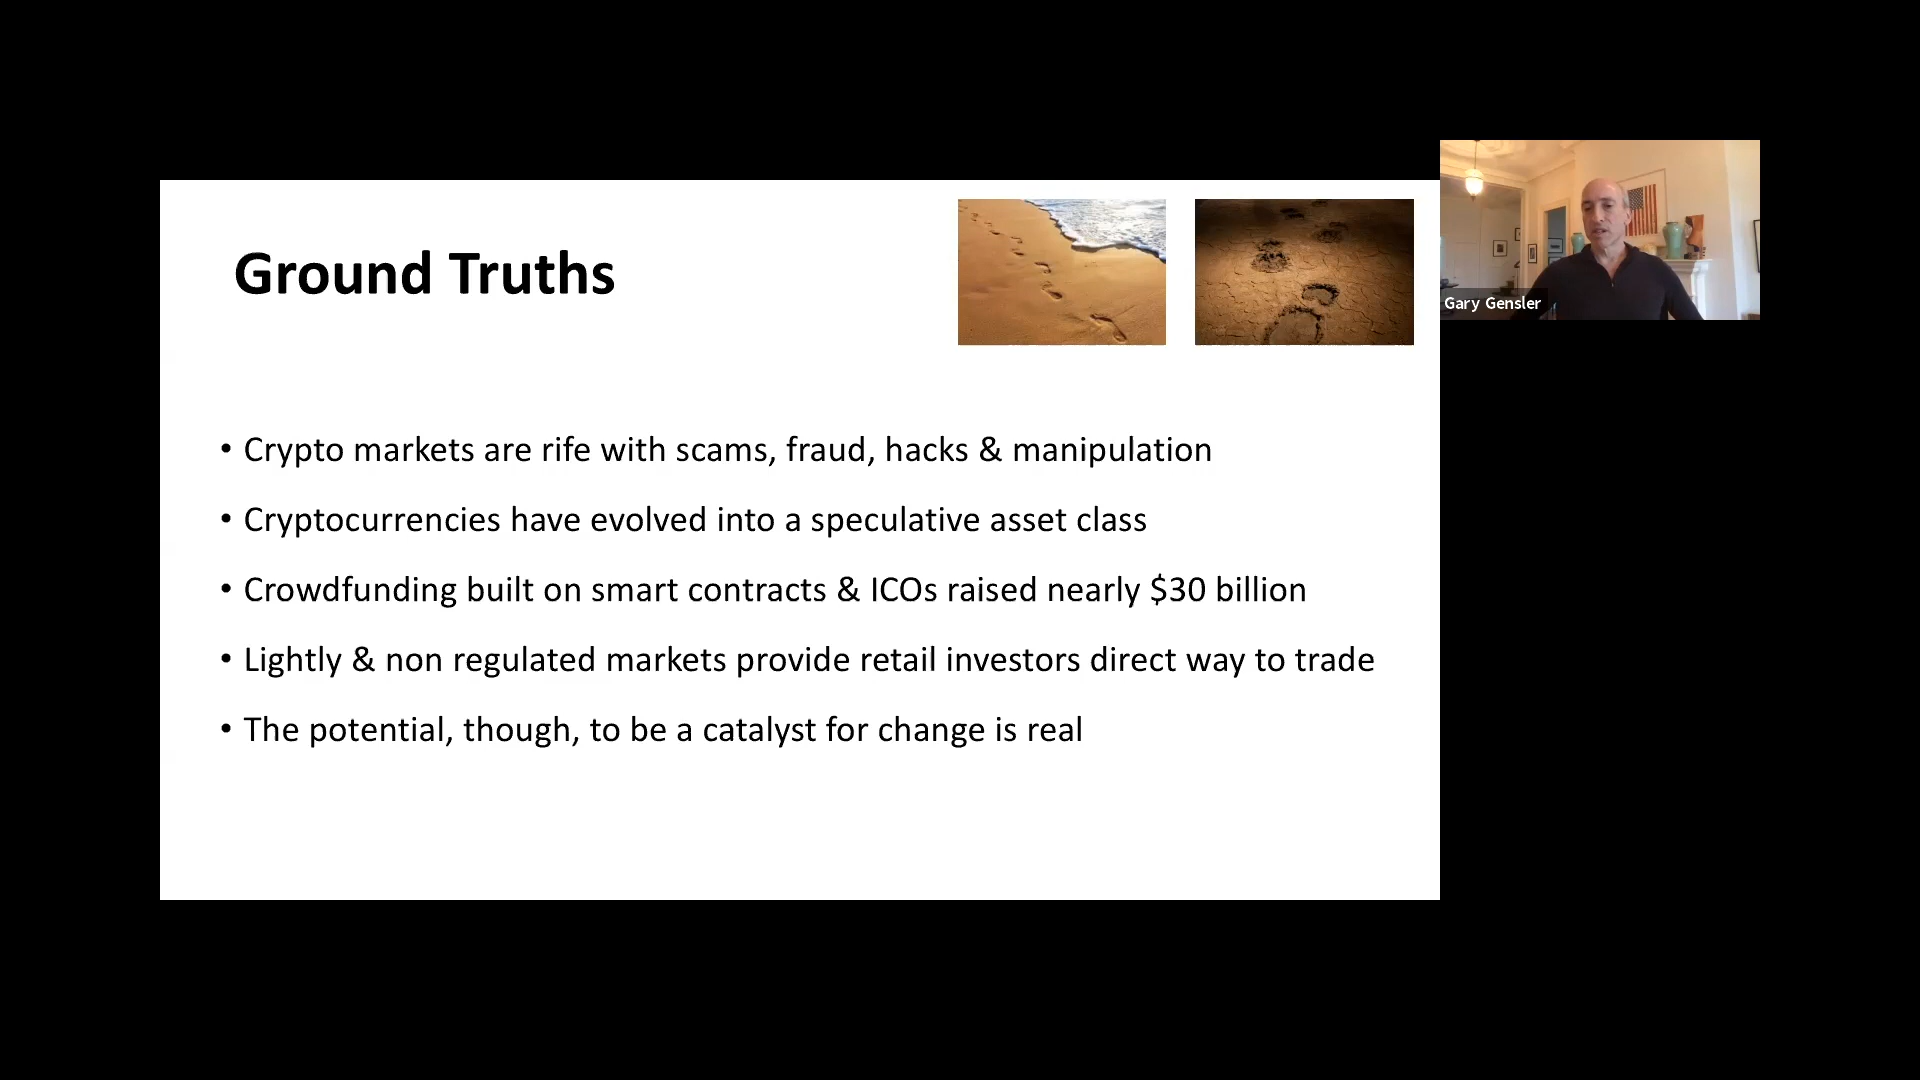 Ground Truths
Gary Gensler
• Crypto markets are rife with scams, fraud, hacks & manipulation
• Cryptocurrencies have evolved into a speculative asset class
• Crowdfunding built on smart contracts & ICOs raised nearly $30 billion
• Lightly & non regulated markets provide retail investors direct way to trade
• The potential, though, to be a catalyst for change is real